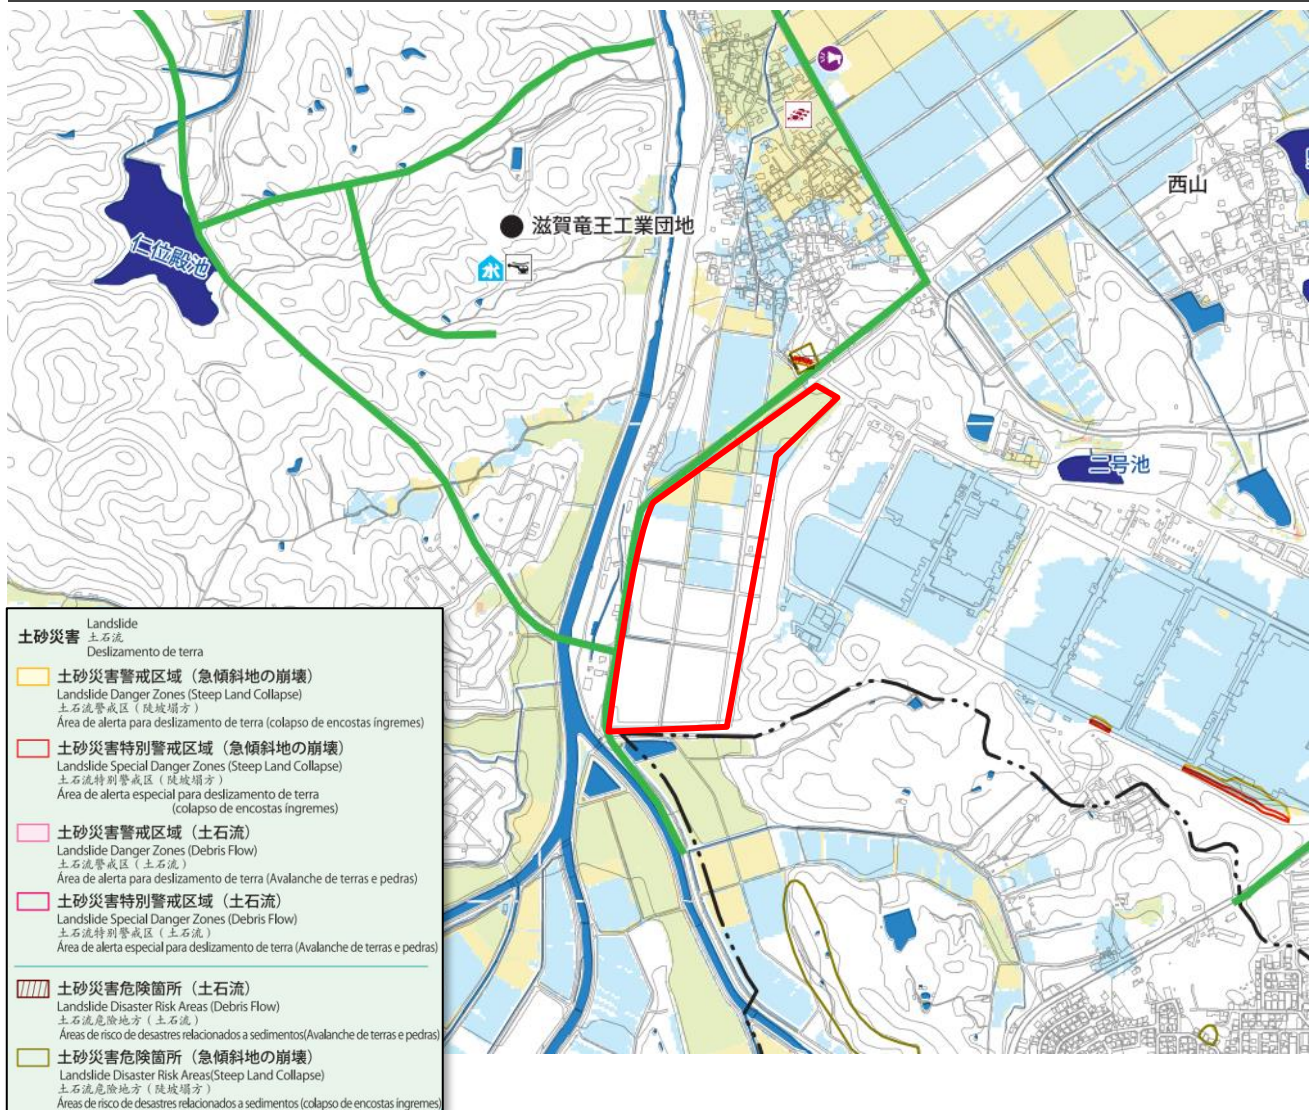 西山
滋賀竜王工業団地
水
仁位殿池
二号池
土砂災害
Landslide
土石流
Deslizamento de terra
土砂災害警戒区域（急傾斜地の崩壊）
Landslide Danger Zones (Steep Land Collapse)
土石流警戒区（陡坡塌方）
Área de alerta para deslizamento de terra (colapso de encostas íngremes)
土砂災害特別警戒区域（急傾斜地の崩壊）
Landslide Special Danger Zones (Steep Land Collapse)
土石流特別警戒区（陡坡塌方）
Área de alerta especial para deslizamento de terra
(colapso de encostas íngremes)
土砂災害警戒区域（土石流）
Landslide Danger Zones (Debris Flow)
土石流警戒区（土石流）
Área de alerta para deslizamento de terra (Avalanche de terras e pedras)
土砂災害特別警戒区域（土石流）
Landslide Special Danger Zones (Debris Flow)
土石流特別警戒区（土石流）
Área de alerta especial para deslizamento de terra (Avalanche de terras e pedras)
土砂災害危険箇所（土石流）
Landslide Disaster Risk Areas (Debris Flow)
土石流危険地方（土石流）
Áreas de risco de desastres relacionados a sedimentos(Avalanche de terras e pedras)
土砂災害危険箇所（急傾斜地の崩壊）
Landslide Disaster Risk Areas(Steep Land Collapse)
土石流危険地方（陡坡塌方）
Áreas de risco de desastres relacionados a sedimentos (colapso de encostas íngremes)